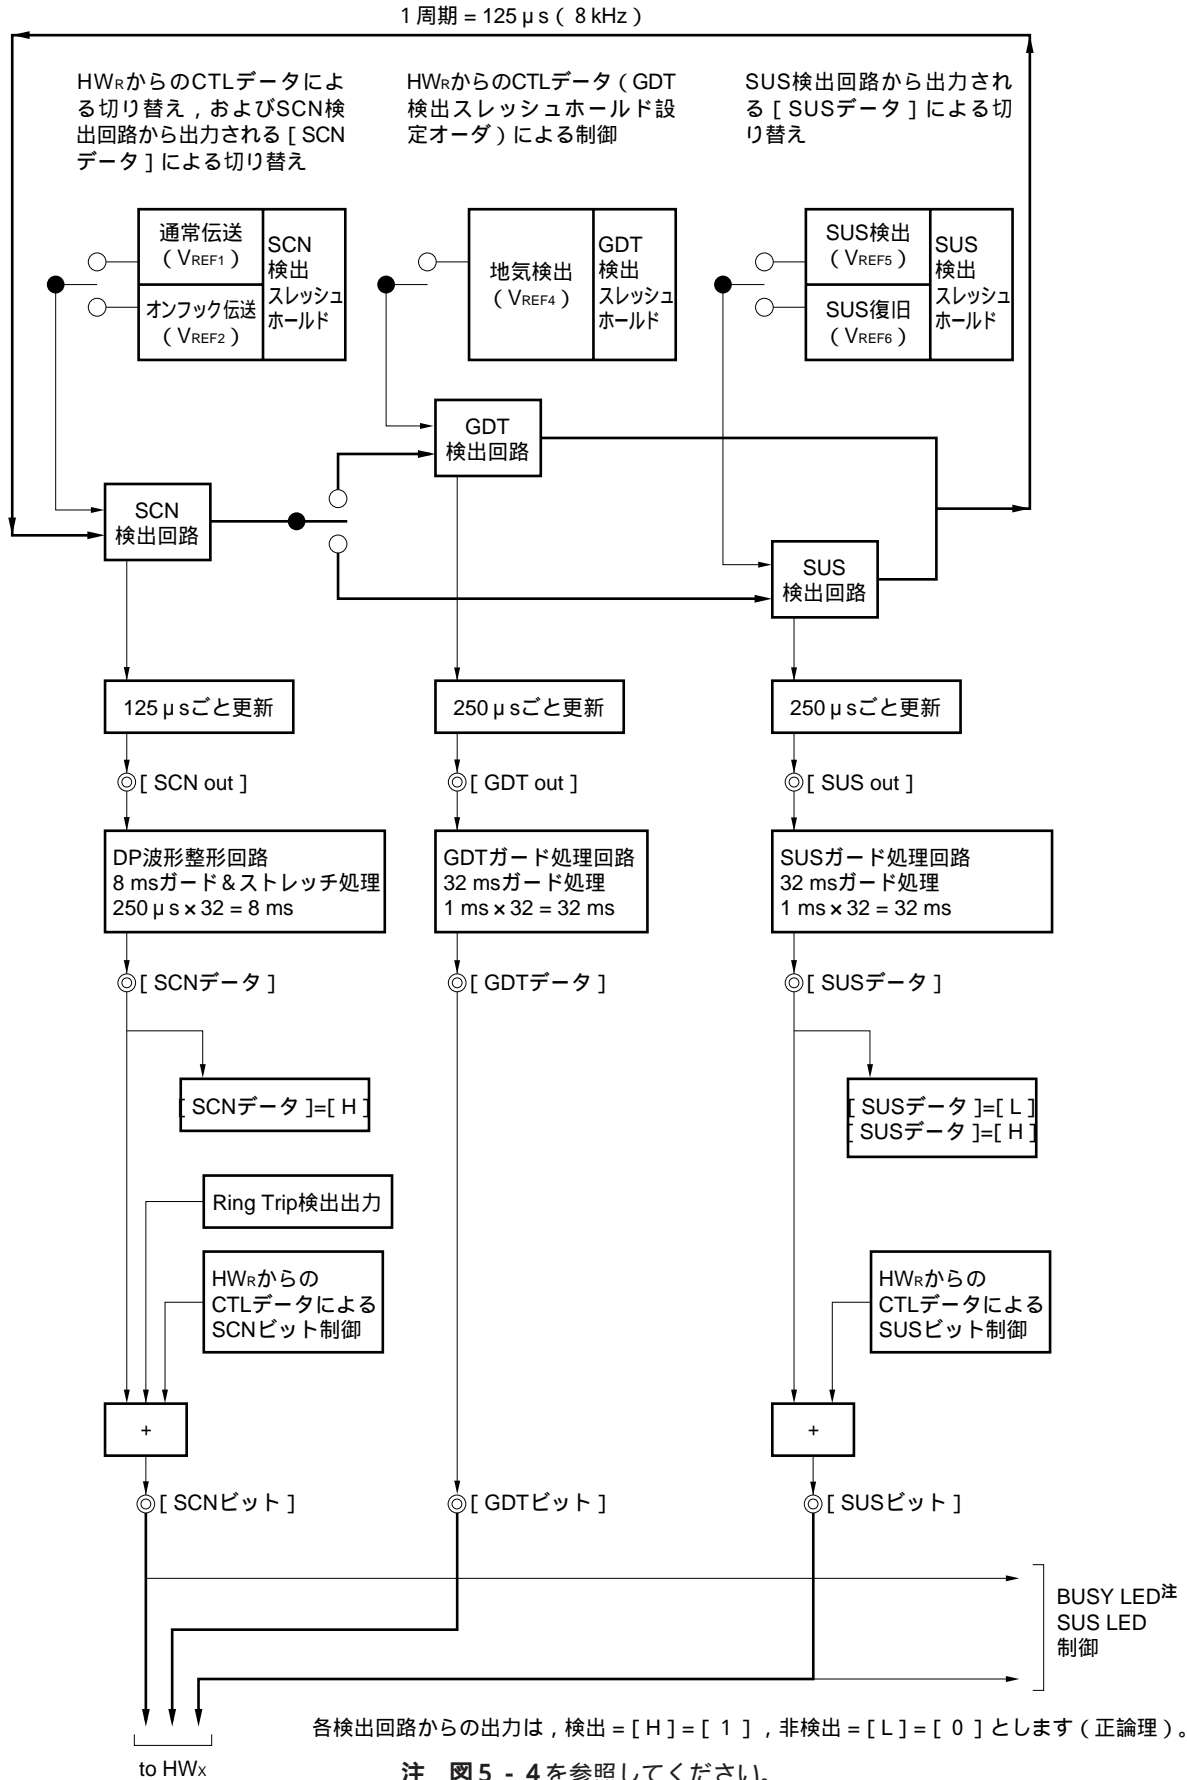 1 周期 = 125 μ s ( 8 kHz )
HWRからのCTLデータによ
る切り替え，およびSCN検
出回路から出力される [ SCN
データ ] による切り替え
HWRからのCTLデータ ( GDT
検出スレッシュホールド設
定オーダ ) による制御
SUS検出回路から出力され
る [ SUSデータ ] による切
り替え
通常伝送
( VREF1 )
オンフック伝送
( VREF2 )
SCN
検出
スレッシュ
ホールド
地気検出
( VREF4 )
GDT
検出
スレッシュ
ホールド
SUS検出
( VREF5 )
SUS復旧
( VREF6 )
SUS
検出
スレッシュ
ホールド
GDT
検出回路
SCN
検出回路
SUS
検出回路
125 μ sごと更新
250 μ sごと更新
250 μ sごと更新
[ SCN out ]
[ GDT out ]
[ SUS out ]
DP波形整形回路
8 msガード＆ストレッチ処理
250 μ s × 32 = 8 ms
GDTガード処理回路
32 msガード処理
1 ms × 32 = 32 ms
SUSガード処理回路
32 msガード処理
1 ms × 32 = 32 ms
[ SCNデータ ]
[ GDTデータ ]
[ SUSデータ ]
[ SCNデータ ]=[ H ]
[ SUSデータ ]=[ L ]
[ SUSデータ ]=[ H ]
Ring Trip検出出力
HWRからの
CTLデータによる
SCNビット制御
HWRからの
CTLデータによる
SUSビット制御
+
+
[ SCNビット ]
[ GDTビット ]
[ SUSビット ]
BUSY LED注
SUS LED
制御
各検出回路からの出力は，検出 = [ H ] = [ 1 ] ，非検出 = [ L ] = [ 0 ] とします ( 正論理 ) 。
to HWX
注 図5 - 4を参照してください。